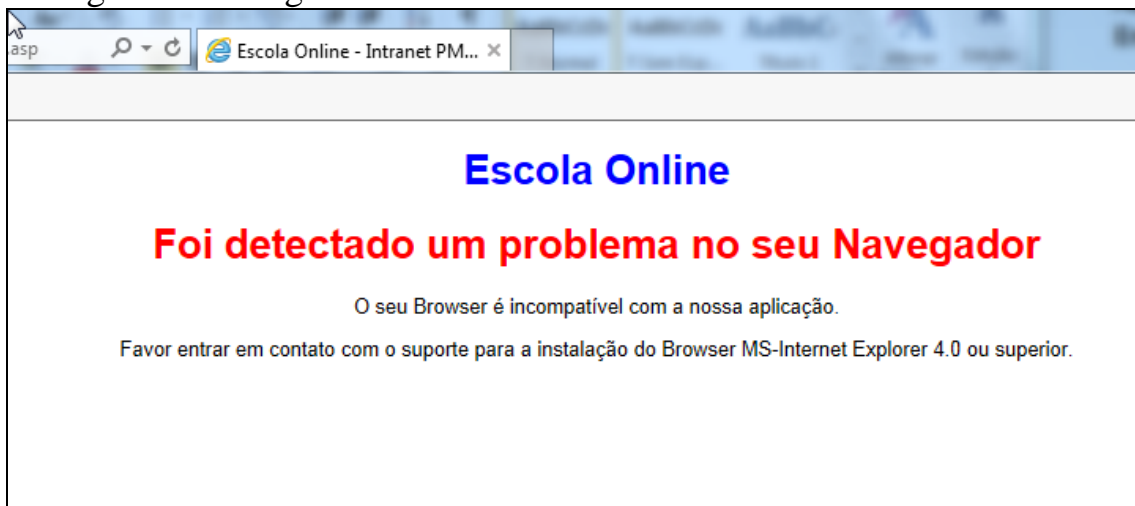 .asp
Escola Online - Intranet PM...
Escola Online
Foi detectado um problema no seu Navegador
O seu Browser é incompatível com a nossa aplicação.
Favor entrar em contato com o suporte para a instalação do Browser MS-Internet Explorer 4.0 ou superior.